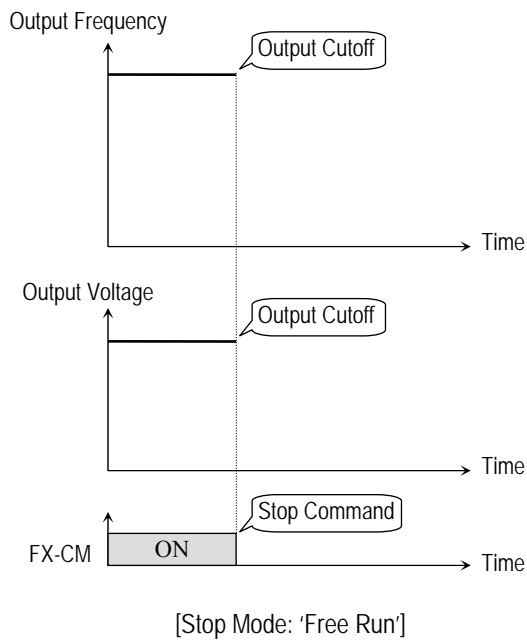 Output Frequency
Output Cutoff
Time
Output Voltage
Output Cutoff
Time
Stop Command
FX-CM
ON
Time
[Stop Mode: ‘Free Run’]